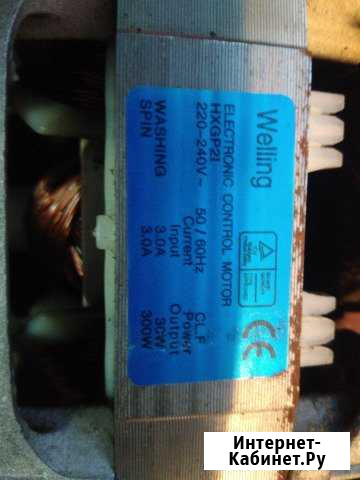 Welling
ELECTRONIC CONTROL MOTOR
HXGP2I
220-240V~ 50/60Hz CL.F
Current Power
Input Output
WASHING 3.0A 30W
SPIN 3.0A 300W
CE
Интернет-
Кабинет.Ру